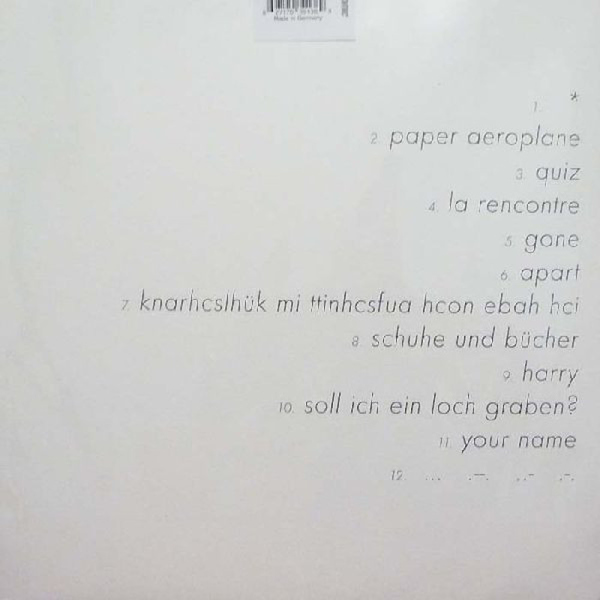 Made in Germany
1. *
2. paper aeroplane
3. quiz
4. la rencontre
5. gone
6. apart
7. knarhcslhük mi ttinhcsfua hcon ebah hci
8. schuhe und bücher
9. harry
10. soll ich ein loch graben?
11. your name
12. ... .—. ..- .-.